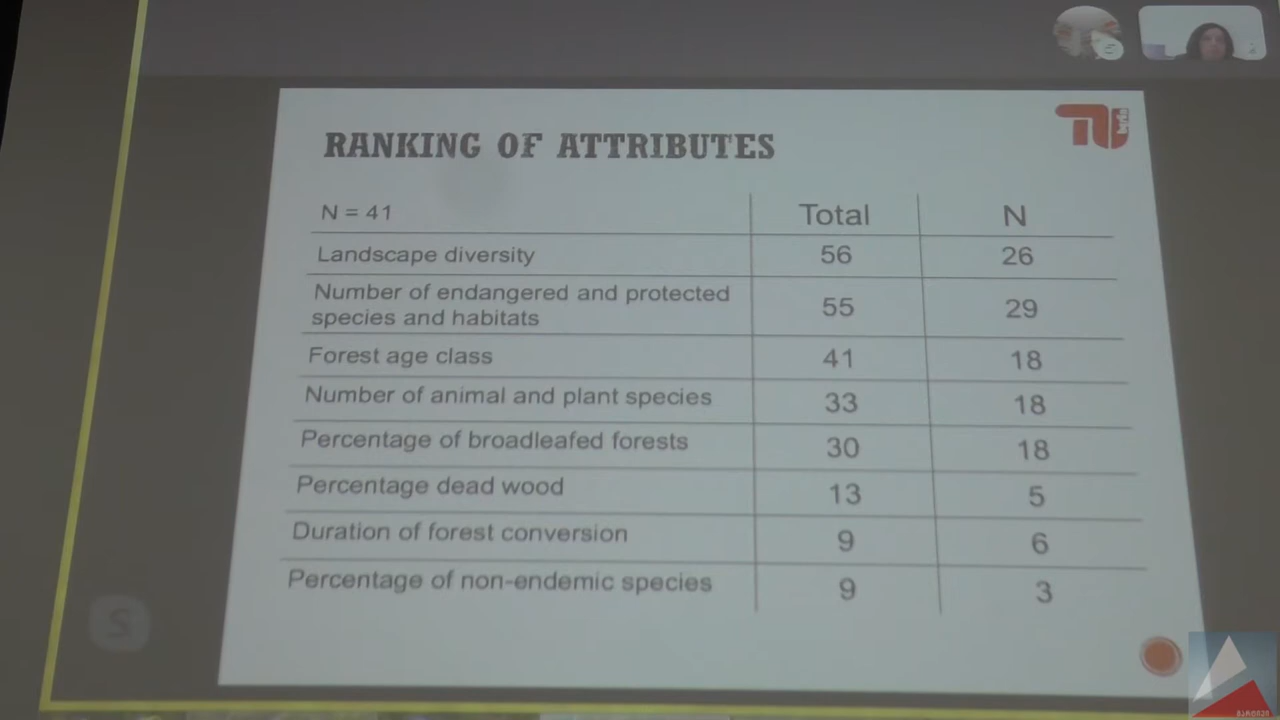 RANKING OF ATTRIBUTES
N = 41 Total N
Landscape diversity 56 26
Number of endangered and protected
species and habitats 55 29
Forest age class 41 18
Number of animal and plant species 33 18
Percentage of broadleafed forests 30 18
Percentage dead wood 13 5
Duration of forest conversion 9 6
Percentage of non-endemic species 9 3
S